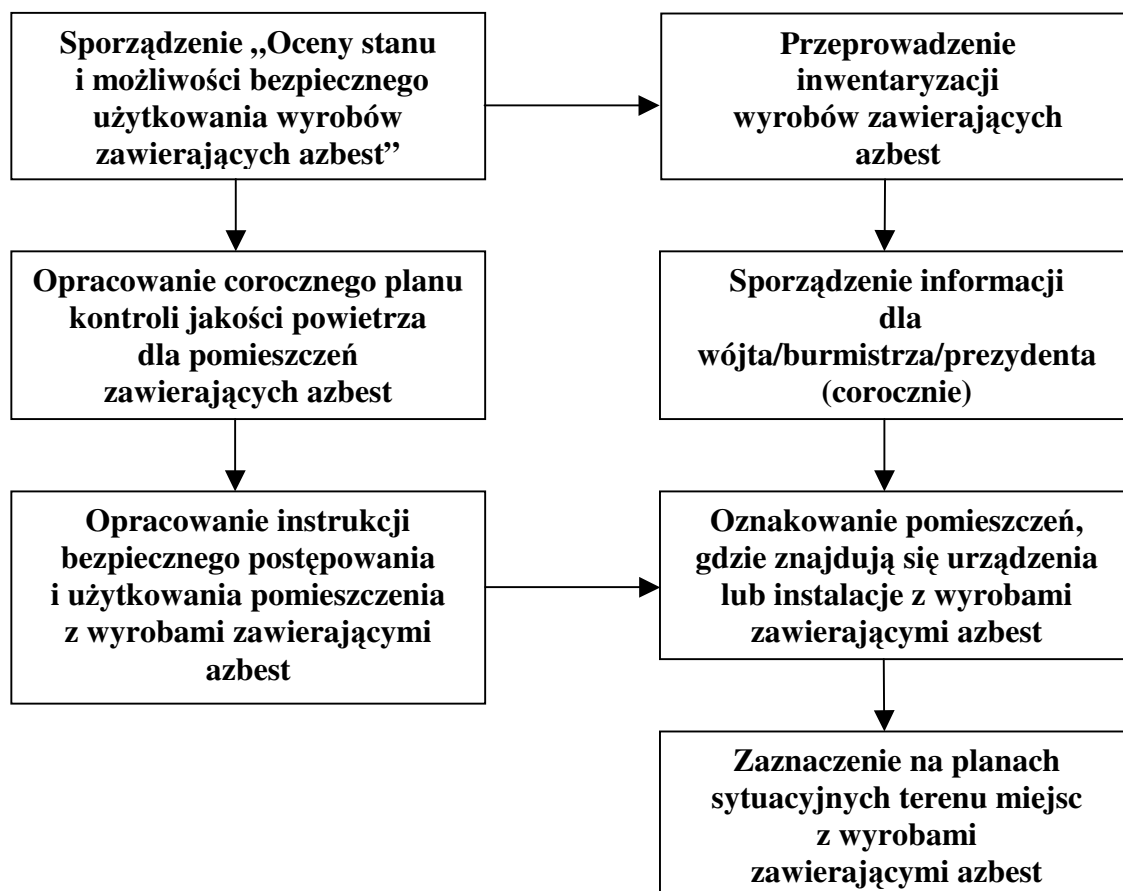 Sporządzenie „Oceny stanu
i możliwości bezpiecznego
użytkowania wyrobów
zawierających azbest”
Przeprowadzenie
inwentaryzacji
wyrobów zawierających
azbest
Opracowanie corocznego planu
kontroli jakości powietrza
dla pomieszczeń
zawierających azbest
Sporządzenie informacji
dla
wójta/burmistrza/prezydenta
(corocznie)
Opracowanie instrukcji
bezpiecznego postępowania
i użytkowania pomieszczenia
z wyrobami zawierającymi
azbest
Oznakowanie pomieszczeń,
gdzie znajdują się urządzenia
lub instalacje z wyrobami
zawierającymi azbest
Zaznaczenie na planach
sytuacyjnych terenu miejsc
z wyrobami
zawierającymi azbest